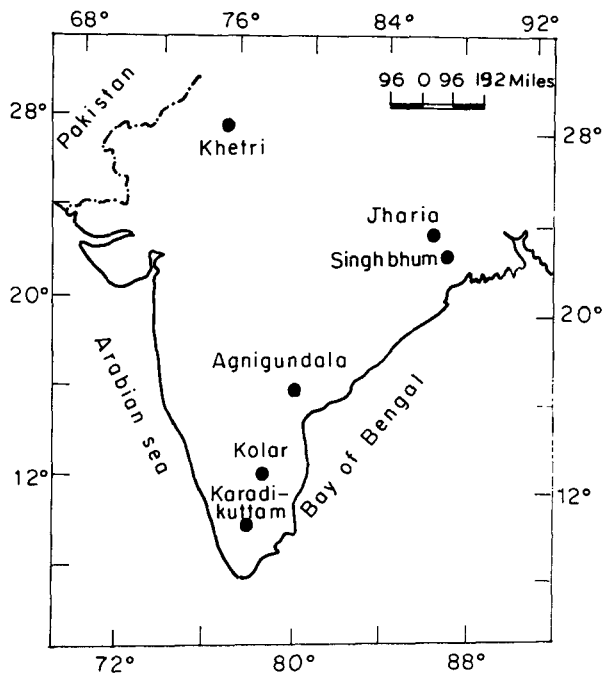 68° 76° 84° 92°
96 0 96 192 Miles
Pakistan
28° 28°
Khetri
Jharia
Singhbhum
20° 20°
Arabian sea
Agnigundala
Bay of Bengal
Kolar
12° 12°
Karadi-
kuttam
72° 80° 88°